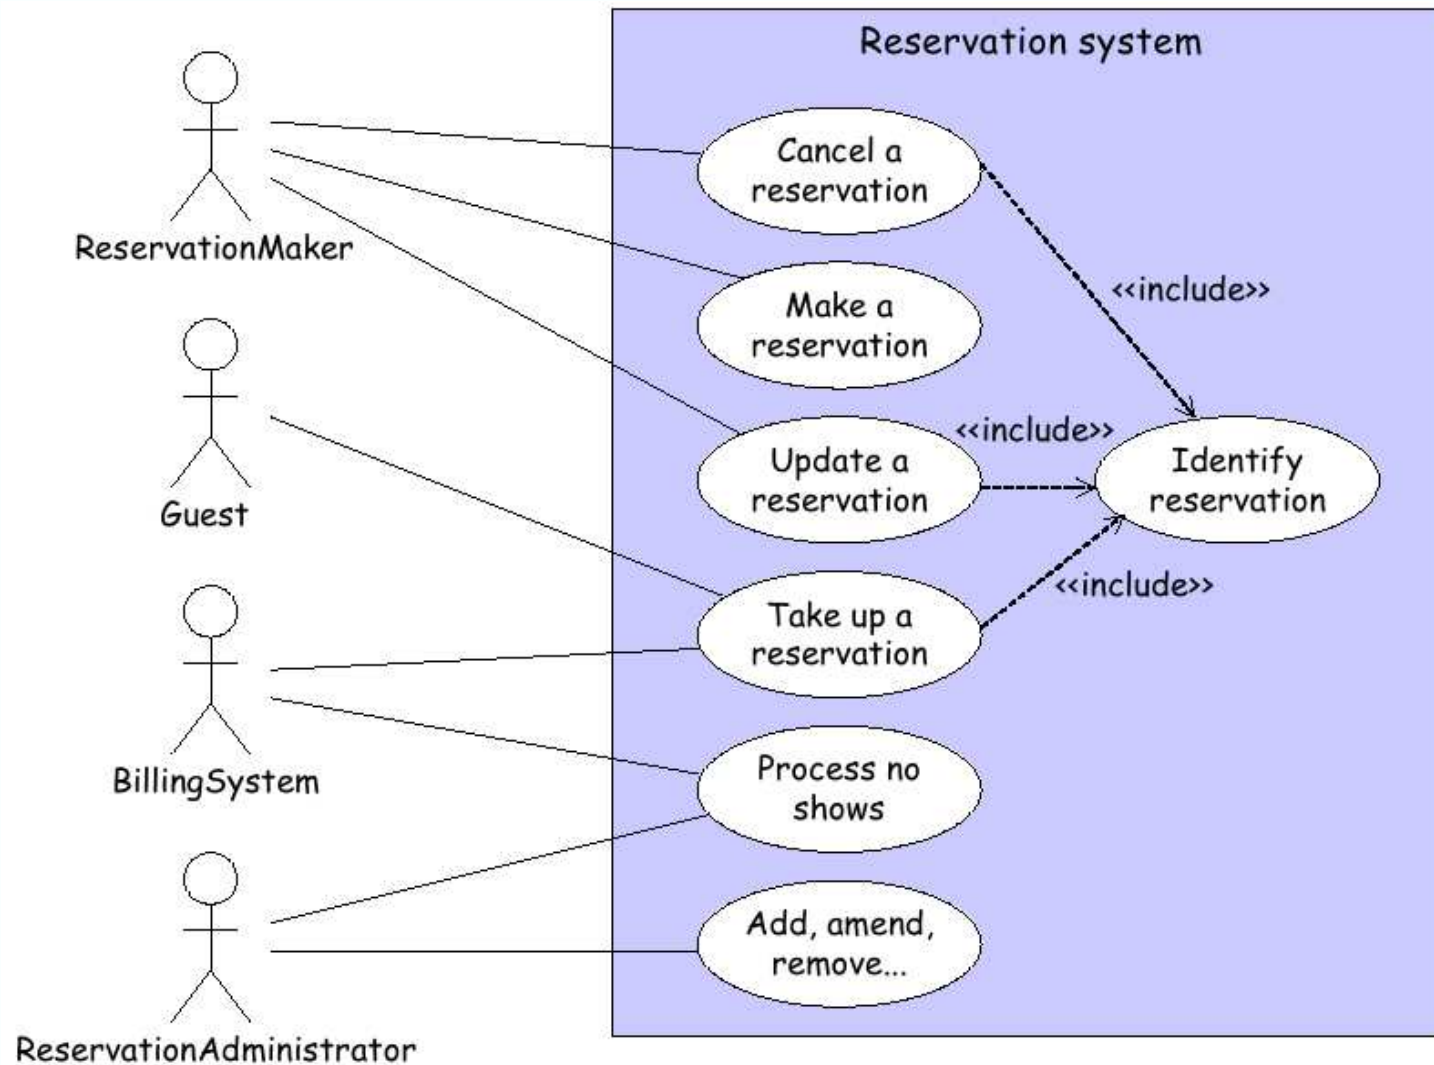 Reservation system
Cancel a
reservation
ReservationMaker
<<include>>
Make a
reservation
<<include>>
Update a
reservation
Identify
reservation
Guest
<<include>>
Take up a
reservation
BillingSystem
Process no
shows
Add, amend,
remove...
ReservationAdministrator